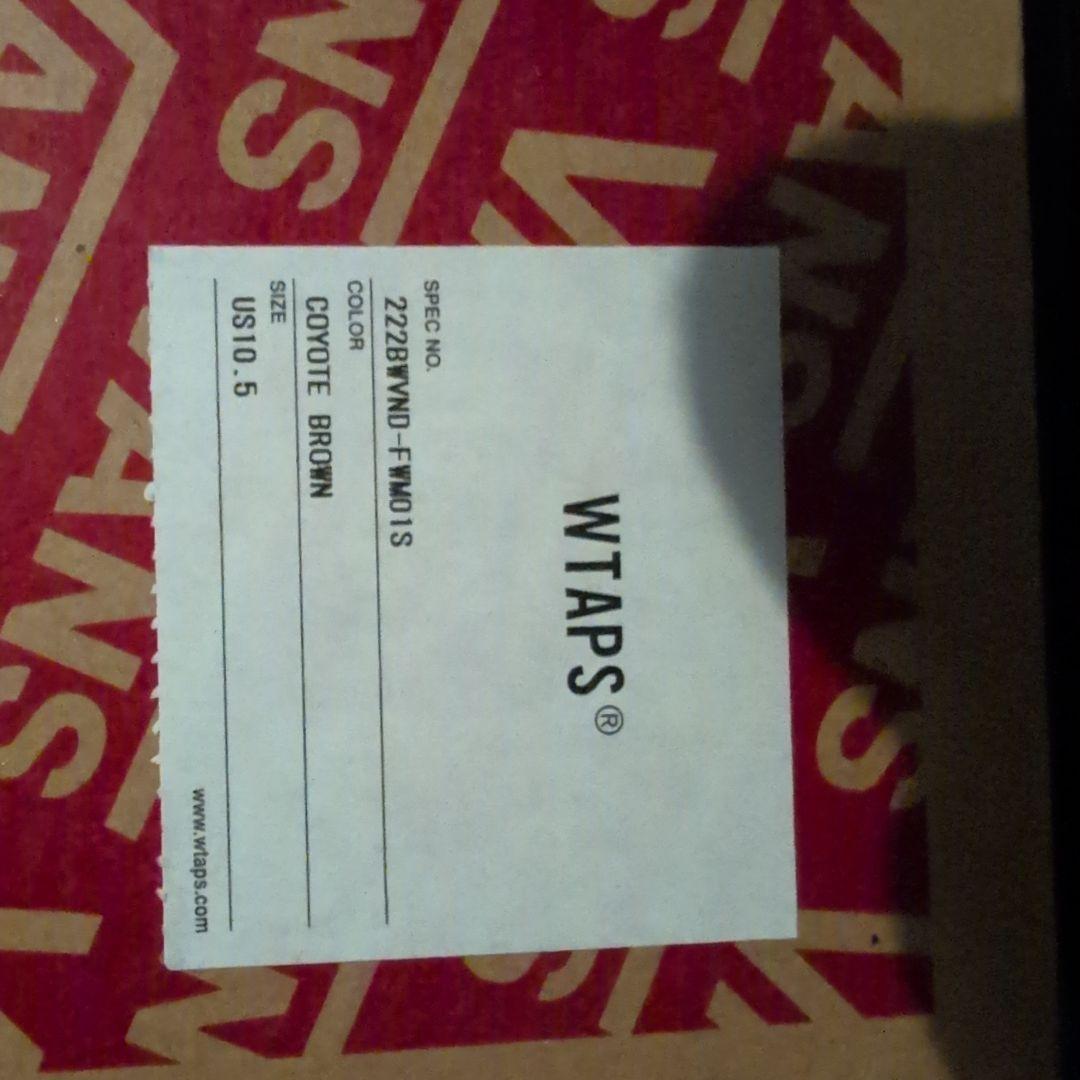 WTAPS®
SPEC NO.
222BWVND-FWM01S
COLOR
COYOTE BROWN
SIZE
US10.5
www.wtaps.com